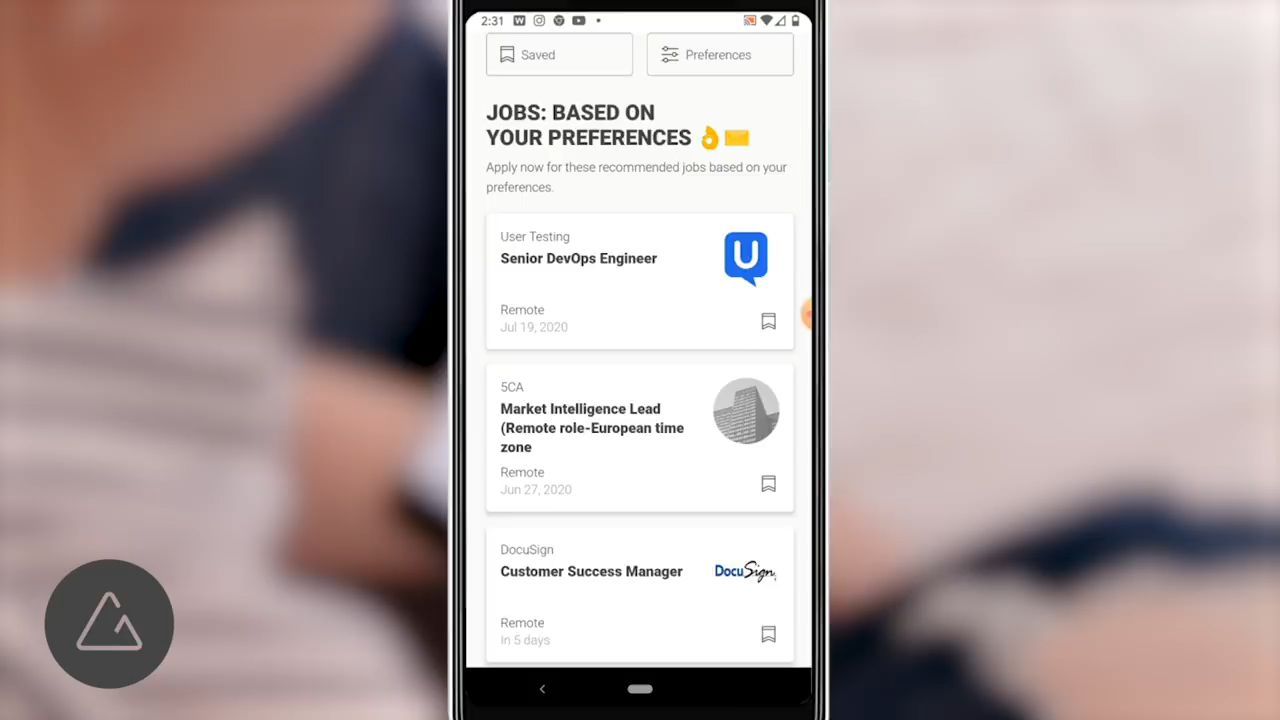 2:31
Saved
Preferences
JOBS: BASED ON
YOUR PREFERENCES 👌✉️
Apply now for these recommended jobs based on your
preferences.
User Testing
Senior DevOps Engineer
U
Remote
Jul 19, 2020
5CA
Market Intelligence Lead
(Remote role-European time
zone
Remote
Jun 27, 2020
DocuSign
Customer Success Manager
DocuSign
Remote
In 5 days